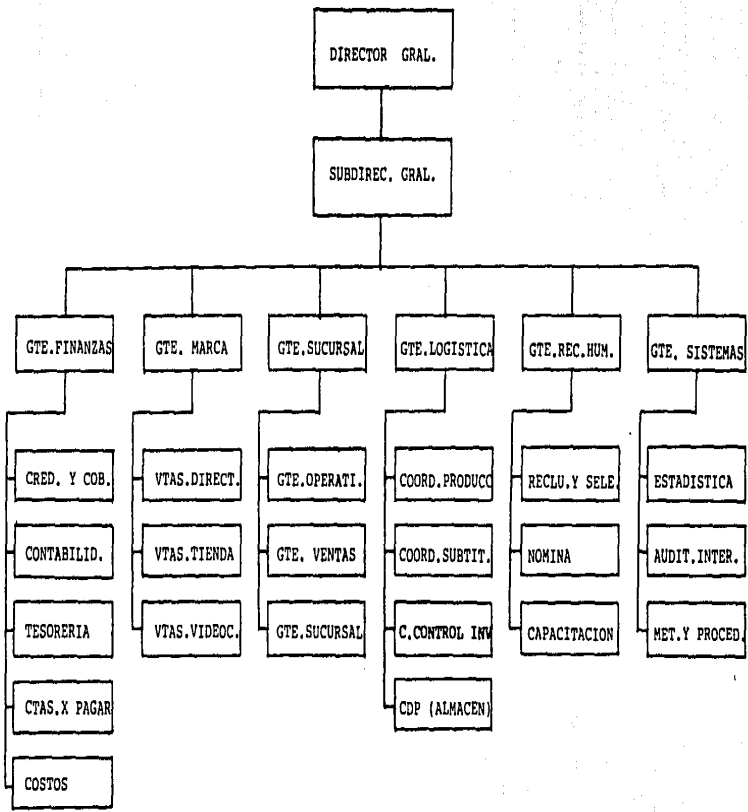 DIRECTOR GRAL.
SUBDIREC. GRAL.
GTE.FINANZAS
GTE. MARCA
GTE.SUCURSAL
GTE.LOGISTICA
GTE.REC.HUM.
GTE. SISTEMAS
CRED. Y COB.
VTAS.DIRECT.
GTE.OPERATI.
COORD.PRODUCC
RECLU.Y SELE.
ESTADISTICA
CONTABILID.
VTAS.TIENDA
GTE. VENTAS
COORD.SUBTIT.
NOMINA
AUDIT.INTER.
TESORERIA
VTAS.VIDEOC.
GTE.SUCURSAL
C.CONTROL INV
CAPACITACION
MET.Y PROCED.
CTAS.X PAGAR
CDP (ALMACEN)
COSTOS